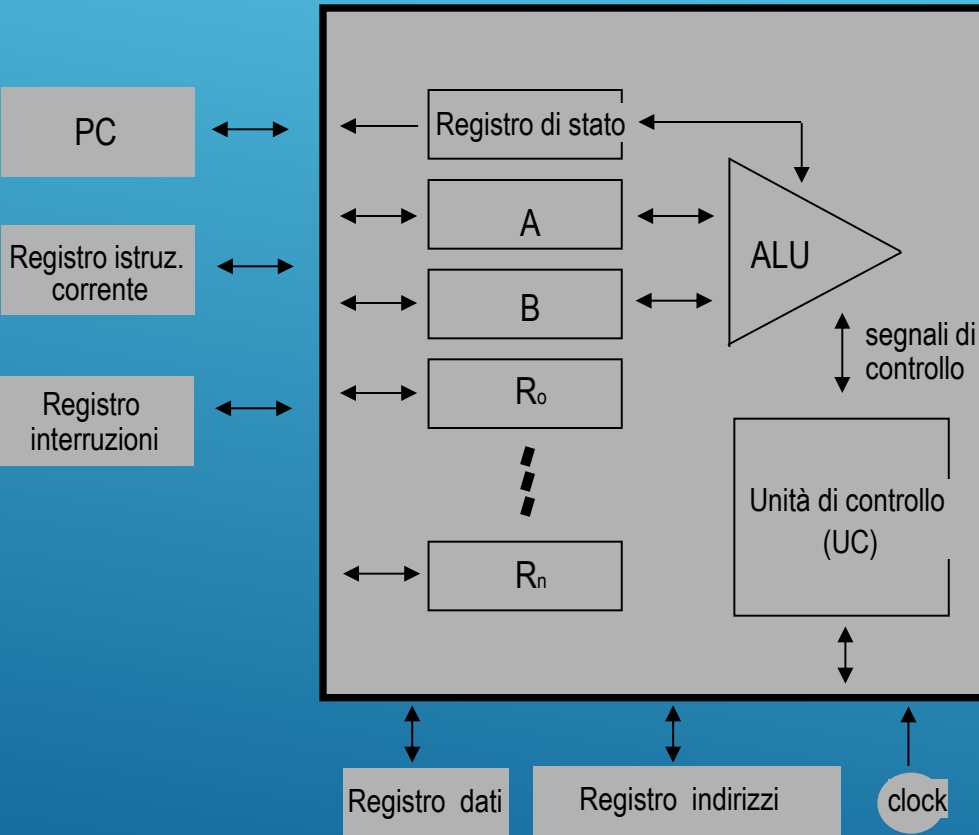 PC
Registro di stato
A
ALU
Registro istruz.
corrente
B
segnali di
controllo
Registro
interruzioni
Ro
Unità di controllo
(UC)
Rn
Registro dati
Registro indirizzi
clock